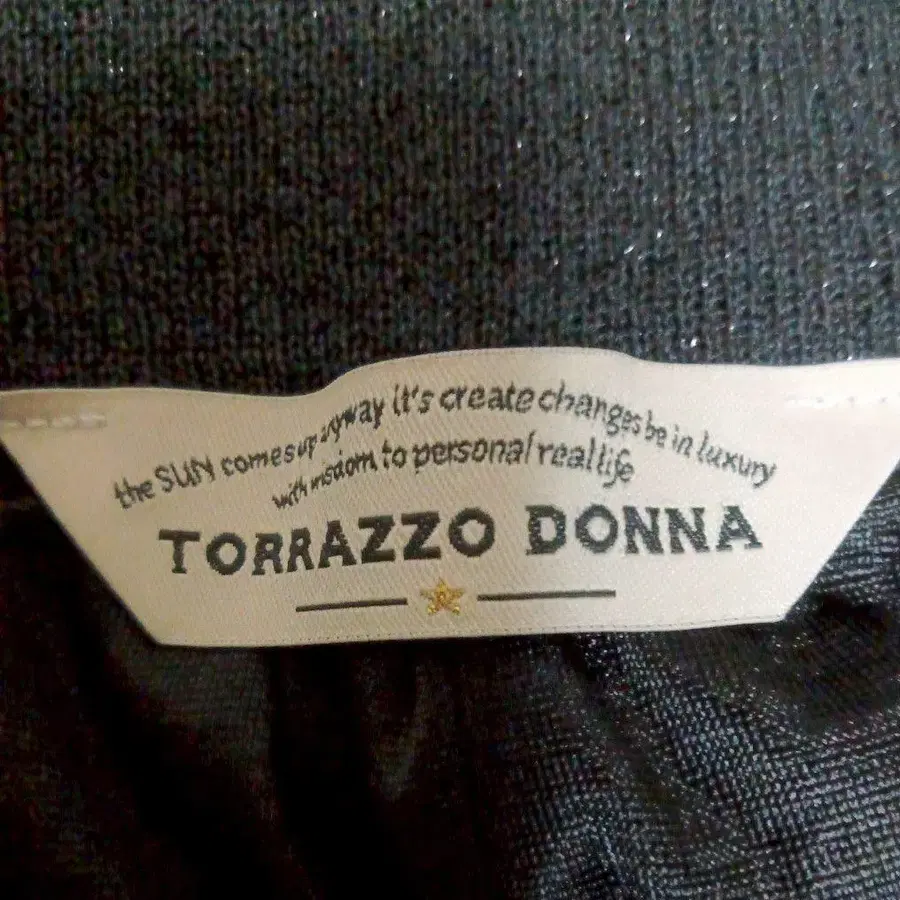 the SUN comes up anyway it's create changes be in luxury
with wisdom to personal real life
TORRAZZO DONNA